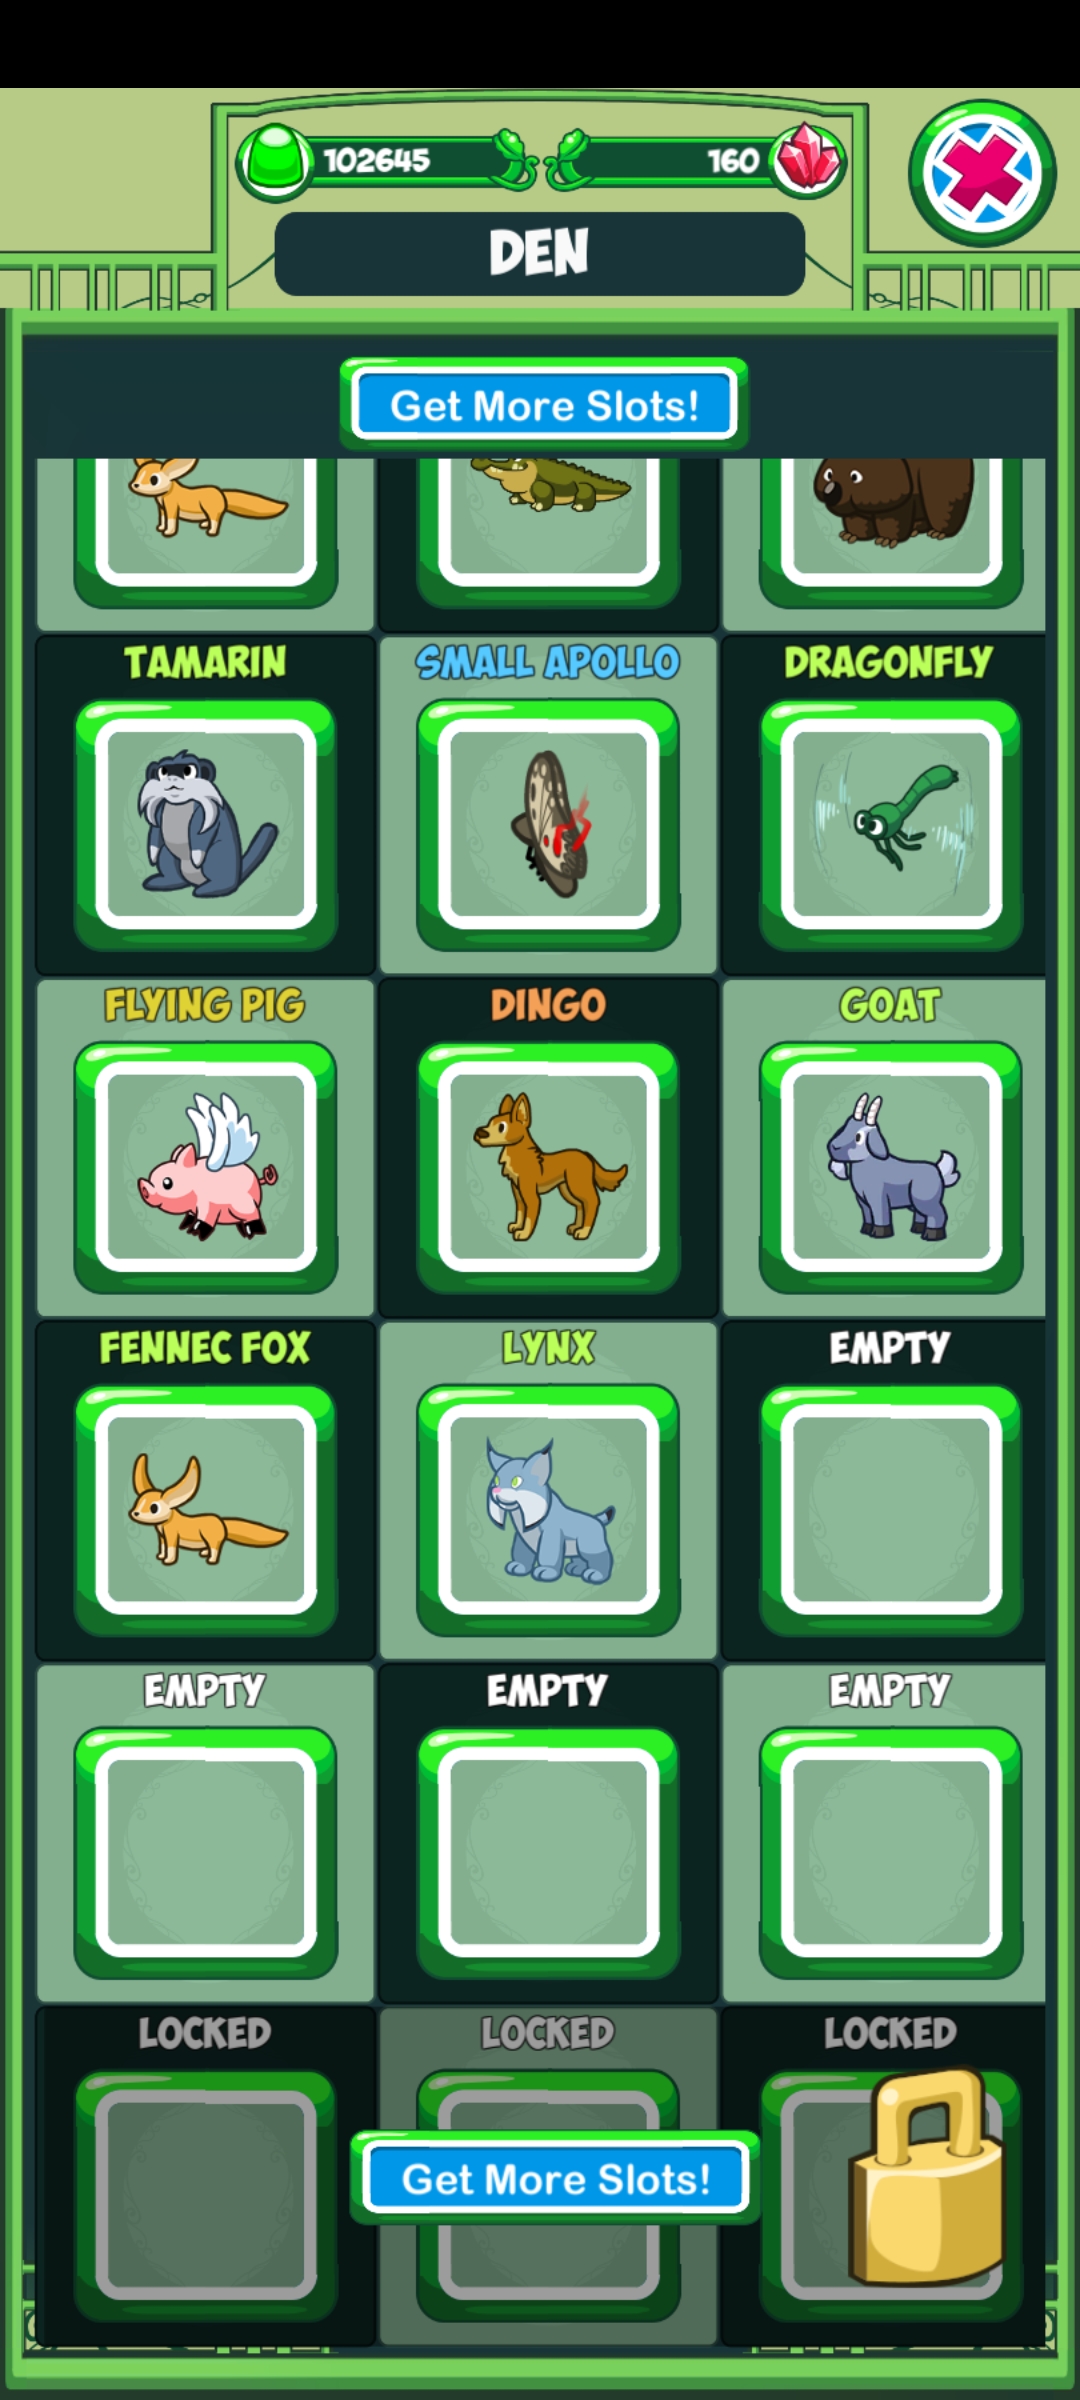 102645
160
DEN
Get More Slots!
TAMARIN
SMALL APOLLO
DRAGONFLY
FLYING PIG
DINGO
GOAT
FENNEC FOX
LYNX
EMPTY
EMPTY
EMPTY
EMPTY
LOCKED
LOCKED
LOCKED
Get More Slots!